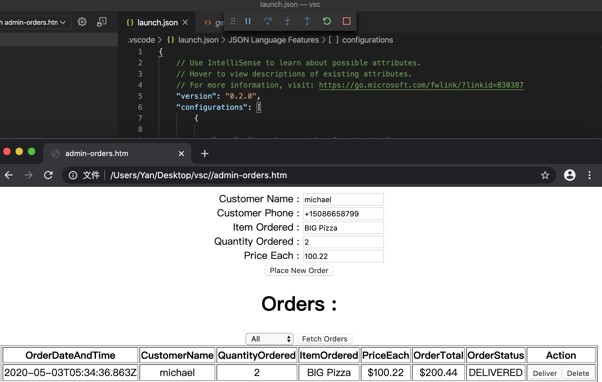 launch.json — vsc
admin-orders.htm
launch.json
.vscode > launch.json > JSON Language Features > [ ] configurations
1 {
2 // Use IntelliSense to learn about possible attributes.
3 // Hover to view descriptions of existing attributes.
4 // For more information, visit: https://go.microsoft.com/fwlink/?linkid=830387
5 "version": "0.2.0",
6 "configurations": [
7 {
8
admin-orders.htm
文件 /Users/Yan/Desktop/vsc//admin-orders.htm
Customer Name : michael
Customer Phone : +15086658799
Item Ordered : BIG Pizza
Quantity Ordered : 2
Price Each : 100.22
Place New Order
Orders :
All Fetch Orders
OrderDateAndTime CustomerName QuantityOrdered ItemOrdered PriceEach OrderTotal OrderStatus Action
2020-05-03T05:34:36.863Z michael 2 BIG Pizza $100.22 $200.44 DELIVERED Deliver Delete